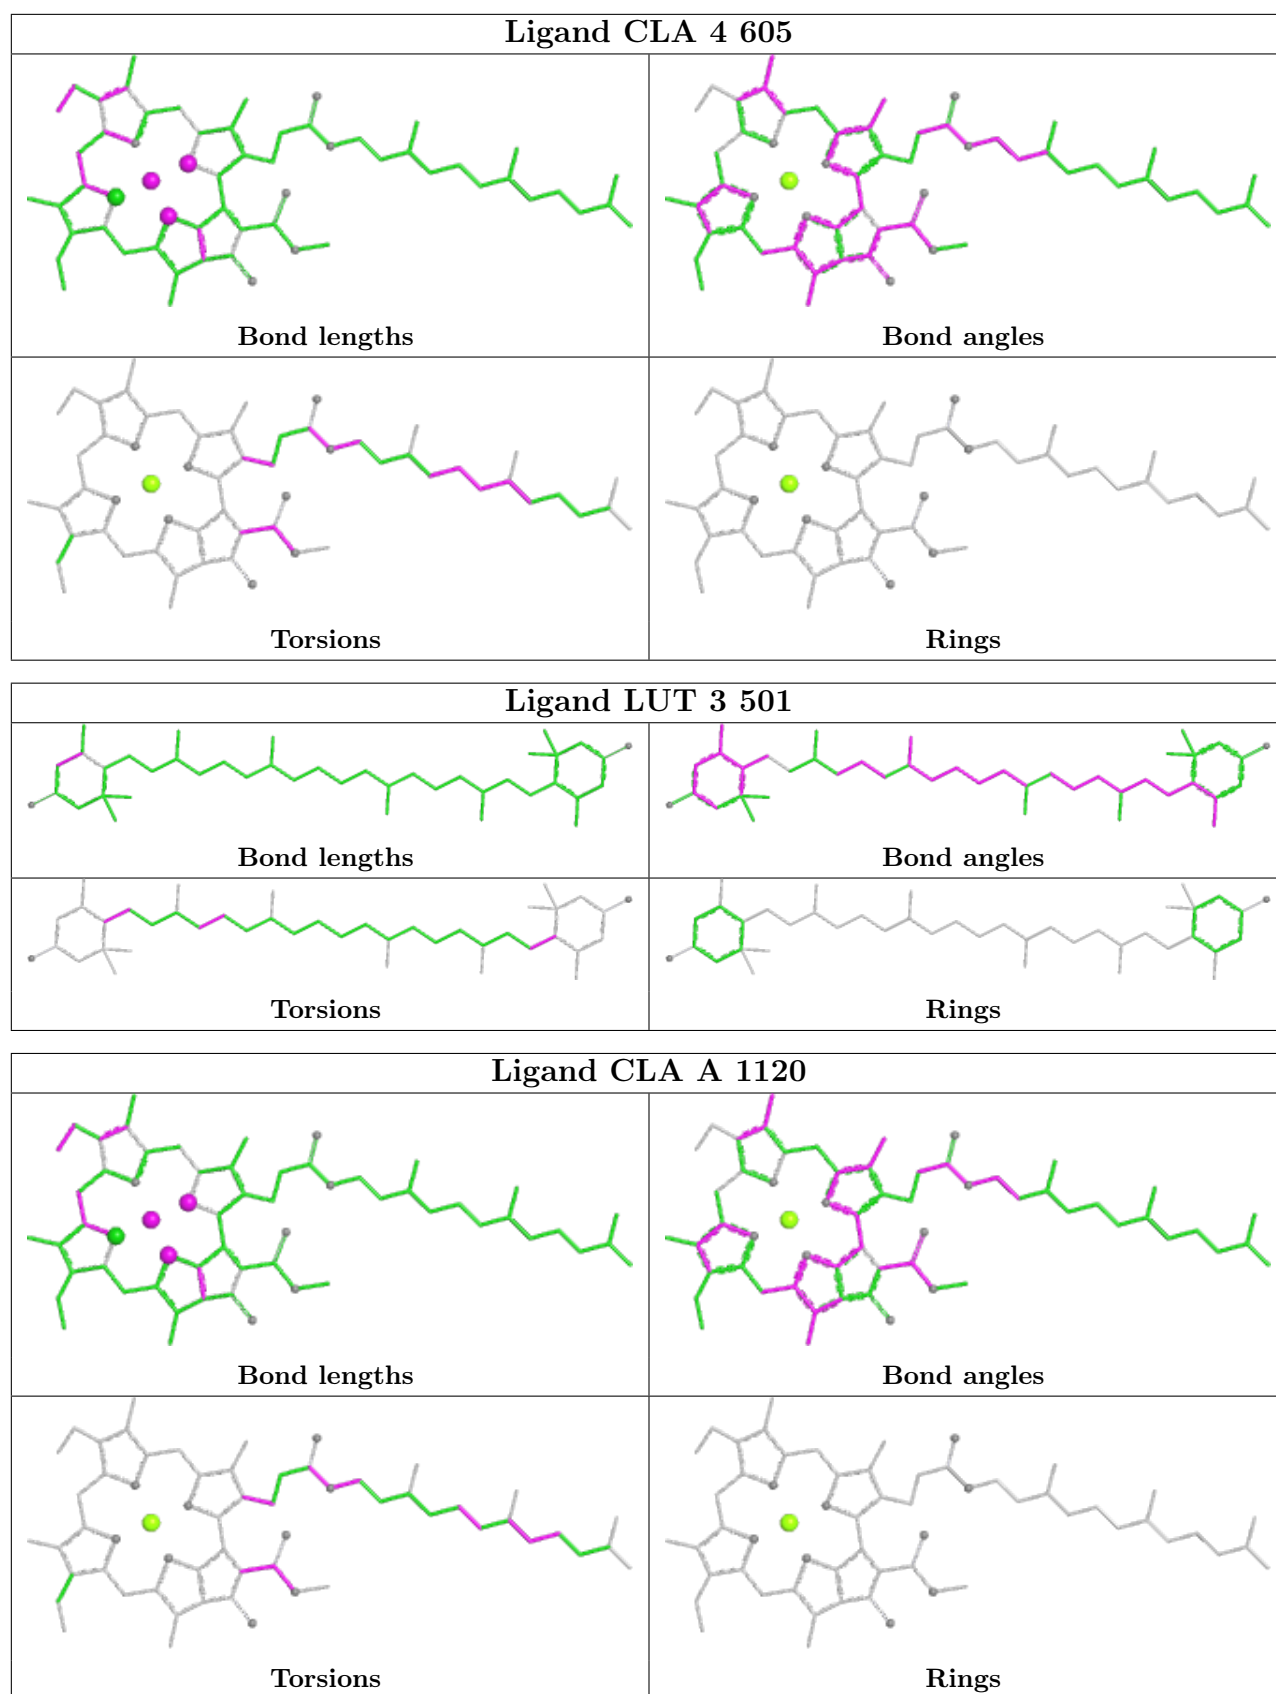 Ligand CLA 4 605
Bond lengths
Bond angles
Torsions
Rings
Ligand LUT 3 501
Bond lengths
Bond angles
Torsions
Rings
Ligand CLA A 1120
Bond lengths
Bond angles
Torsions
Rings